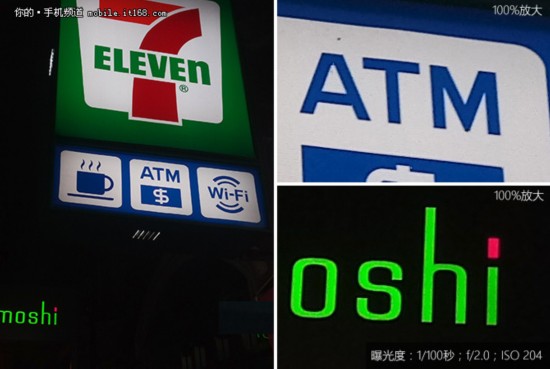 你的·手机频道 mobile.it168.com
7
ELEVEn
®
ATM
$
Wi-Fi
moshi
100%放大
ATM
$
100%放大
oshi
曝光度：1/100秒；f/2.0；ISO 204